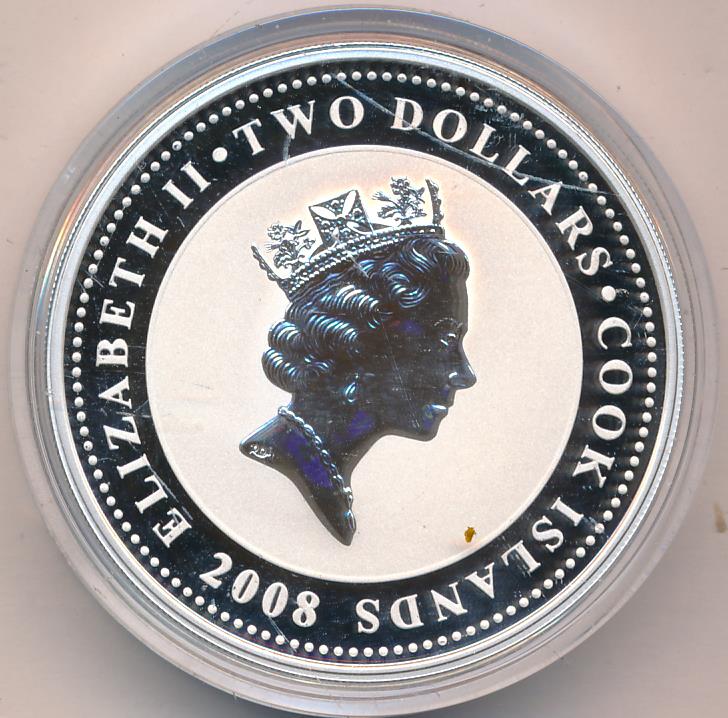 ELIZABETH II • TWO DOLLARS • COOK ISLANDS
2008